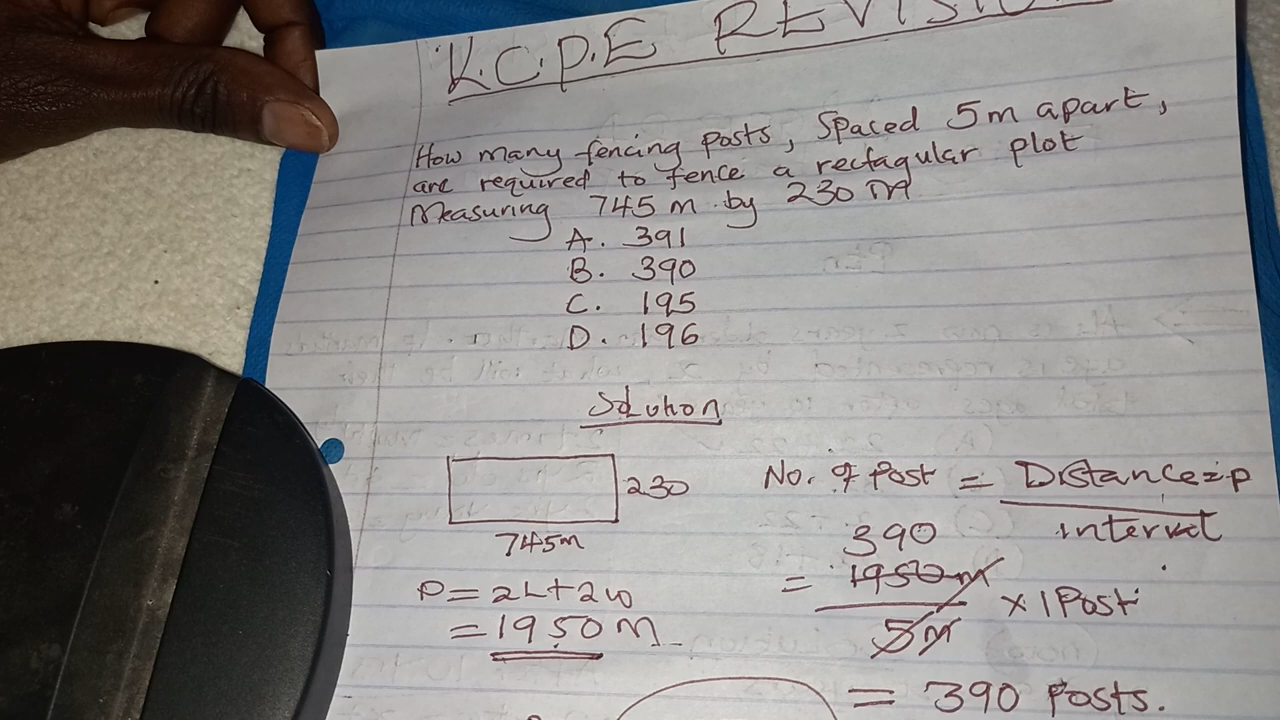 K.C.P.E REVISION
How many fencing posts, Spaced 5m apart,
are required to fence a rectagular plot
Measuring 745 m by 230 m
A. 391
B. 390
C. 195
D. 196
Solution
230
745m
P = 2L + 2w
= 1950 m
No. of Post = Distance = p
interval
390
= 1950m × 1 Post
5m
= 390 Posts.